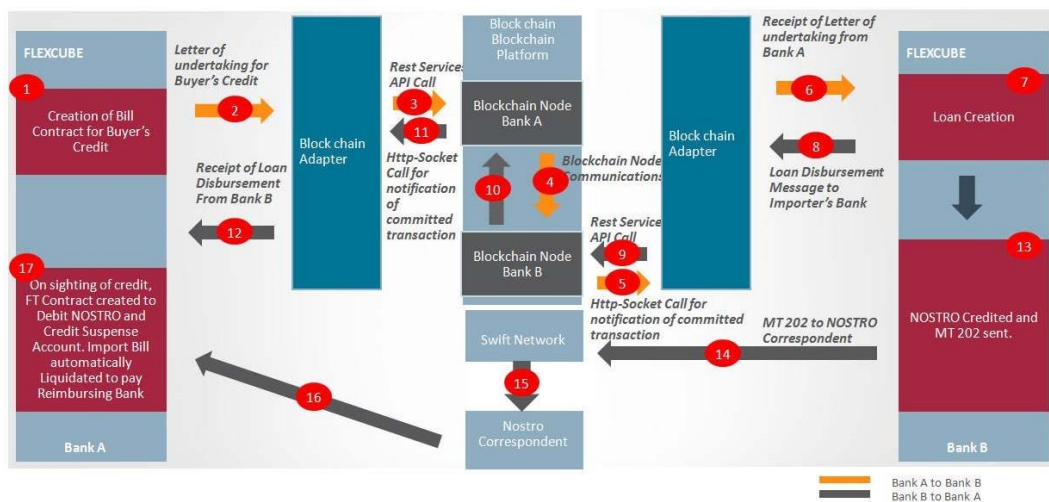 FLEXCUBE
1
Creation of Bill
Contract for Buyer's
Credit
17
On sighting of credit,
FT Contract created to
Debit NOSTRO and
Credit Suspense
Account. Import Bill
automatically
Liquidated to pay
Reimbursing Bank
Bank A
Letter of
undertaking for
Buyer's Credit
2
Receipt of Loan
Disbursement
From Bank B
12
16
Block chain
Adapter
Rest Services
API Call
3
11
Http-Socket
Call for
notification
of
committed
transaction
Block chain
Blockchain
Platform
Blockchain Node
Bank A
10
4
Blockchain Node
Communications
Blockchain Node
Bank B
Rest Services
API Call
9
5
Http-Socket Call for
notification of committed
transaction
Swift Network
15
Nostro
Correspondent
Block chain
Adapter
Receipt of Letter of
undertaking from
Bank A
6
8
Loan Disbursement
Message to
Importer's Bank
MT 202 to NOSTRO
Correspondent
14
FLEXCUBE
7
Loan Creation
13
NOSTRO Credited and
MT 202 sent.
Bank B
Bank A to Bank B
Bank B to Bank A